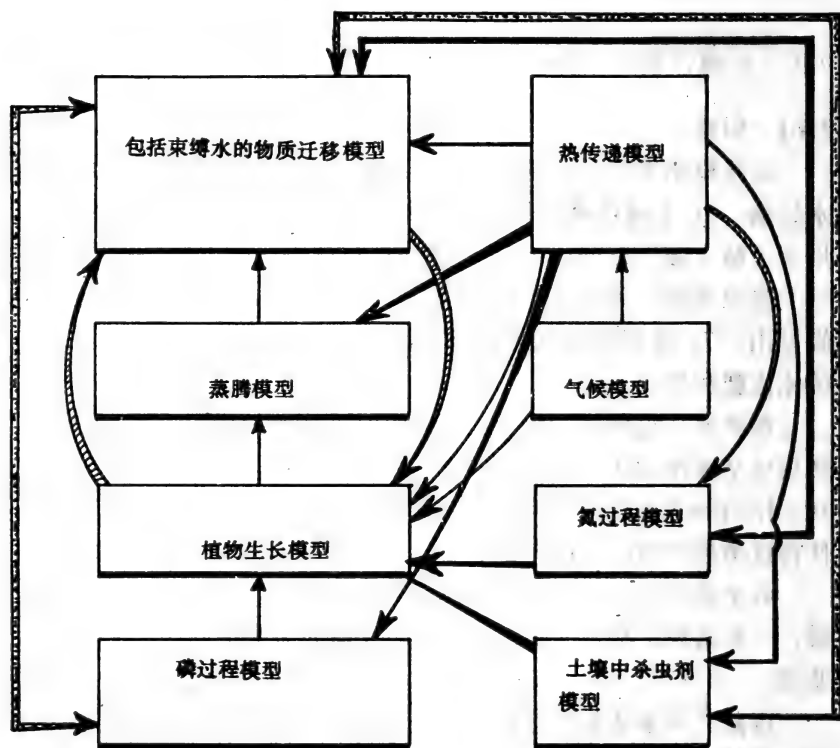 包括束缚水的物质迁移模型
热传递模型
蒸腾模型
气候模型
植物生长模型
氮过程模型
磷过程模型
土壤中杀虫剂
模型